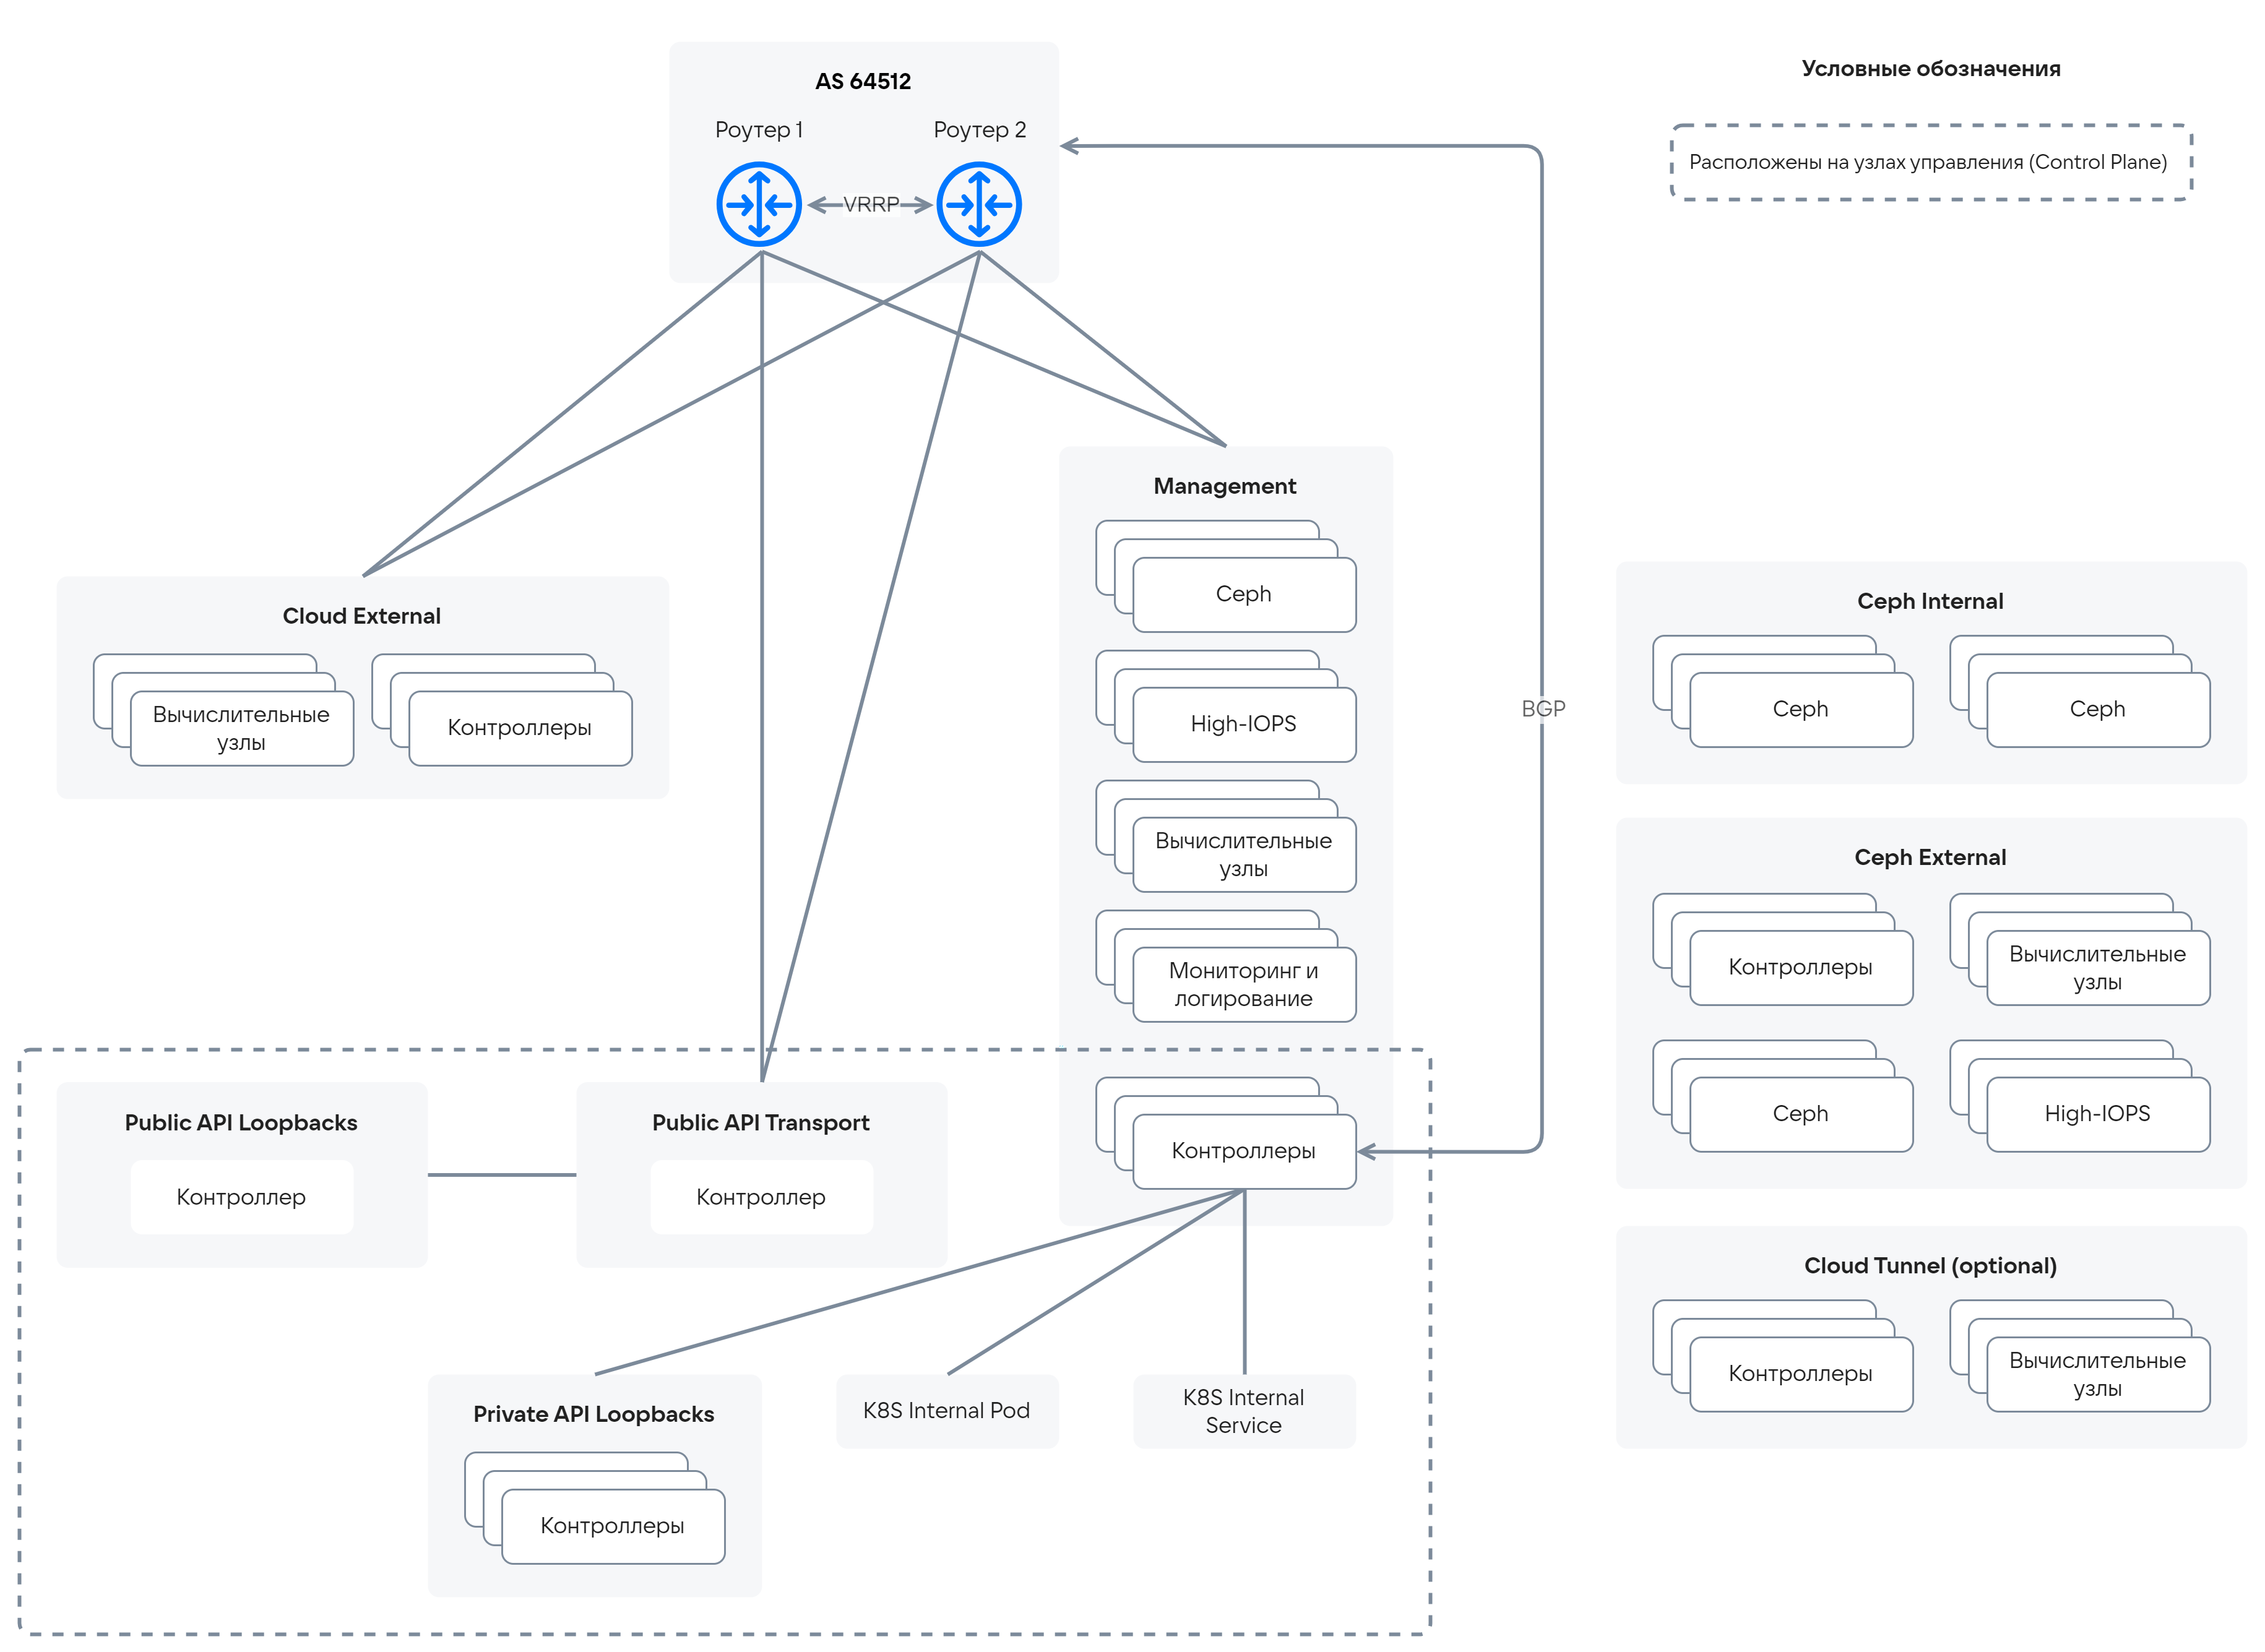 AS 64512
Роутер 1
Роутер 2
VRRP
Условные обозначения
Расположены на узлах управления (Control Plane)
BGP
Cloud External
Вычислительные
узлы
Контроллеры
Management
Ceph
High-IOPS
Вычислительные
узлы
Мониторинг и
логирование
Контроллеры
Public API Loopbacks
Контроллер
Public API Transport
Контроллер
Private API Loopbacks
Контроллеры
K8S Internal Pod
K8S Internal
Service
Ceph Internal
Ceph
Ceph
Ceph External
Контроллеры
Вычислительные
узлы
Ceph
High-IOPS
Cloud Tunnel (optional)
Контроллеры
Вычислительные
узлы